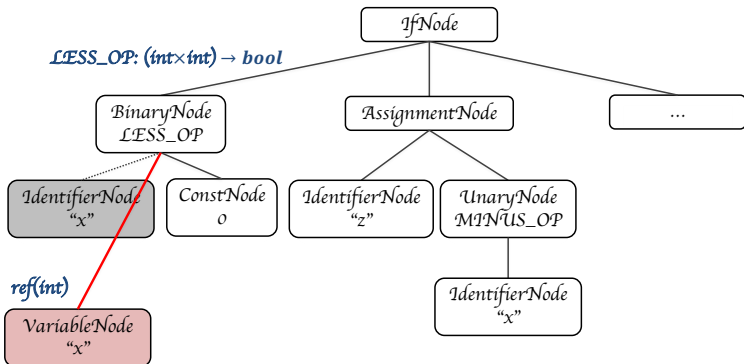 IfNode
LESS_OP: (int×int) → bool
BinaryNode
LESS_OP
AssignmentNode
...
IdentifierNode
“x”
ConstNode
0
IdentifierNode
“z”
UnaryNode
MINUS_OP
ref(int)
IdentifierNode
“x”
VariableNode
“x”